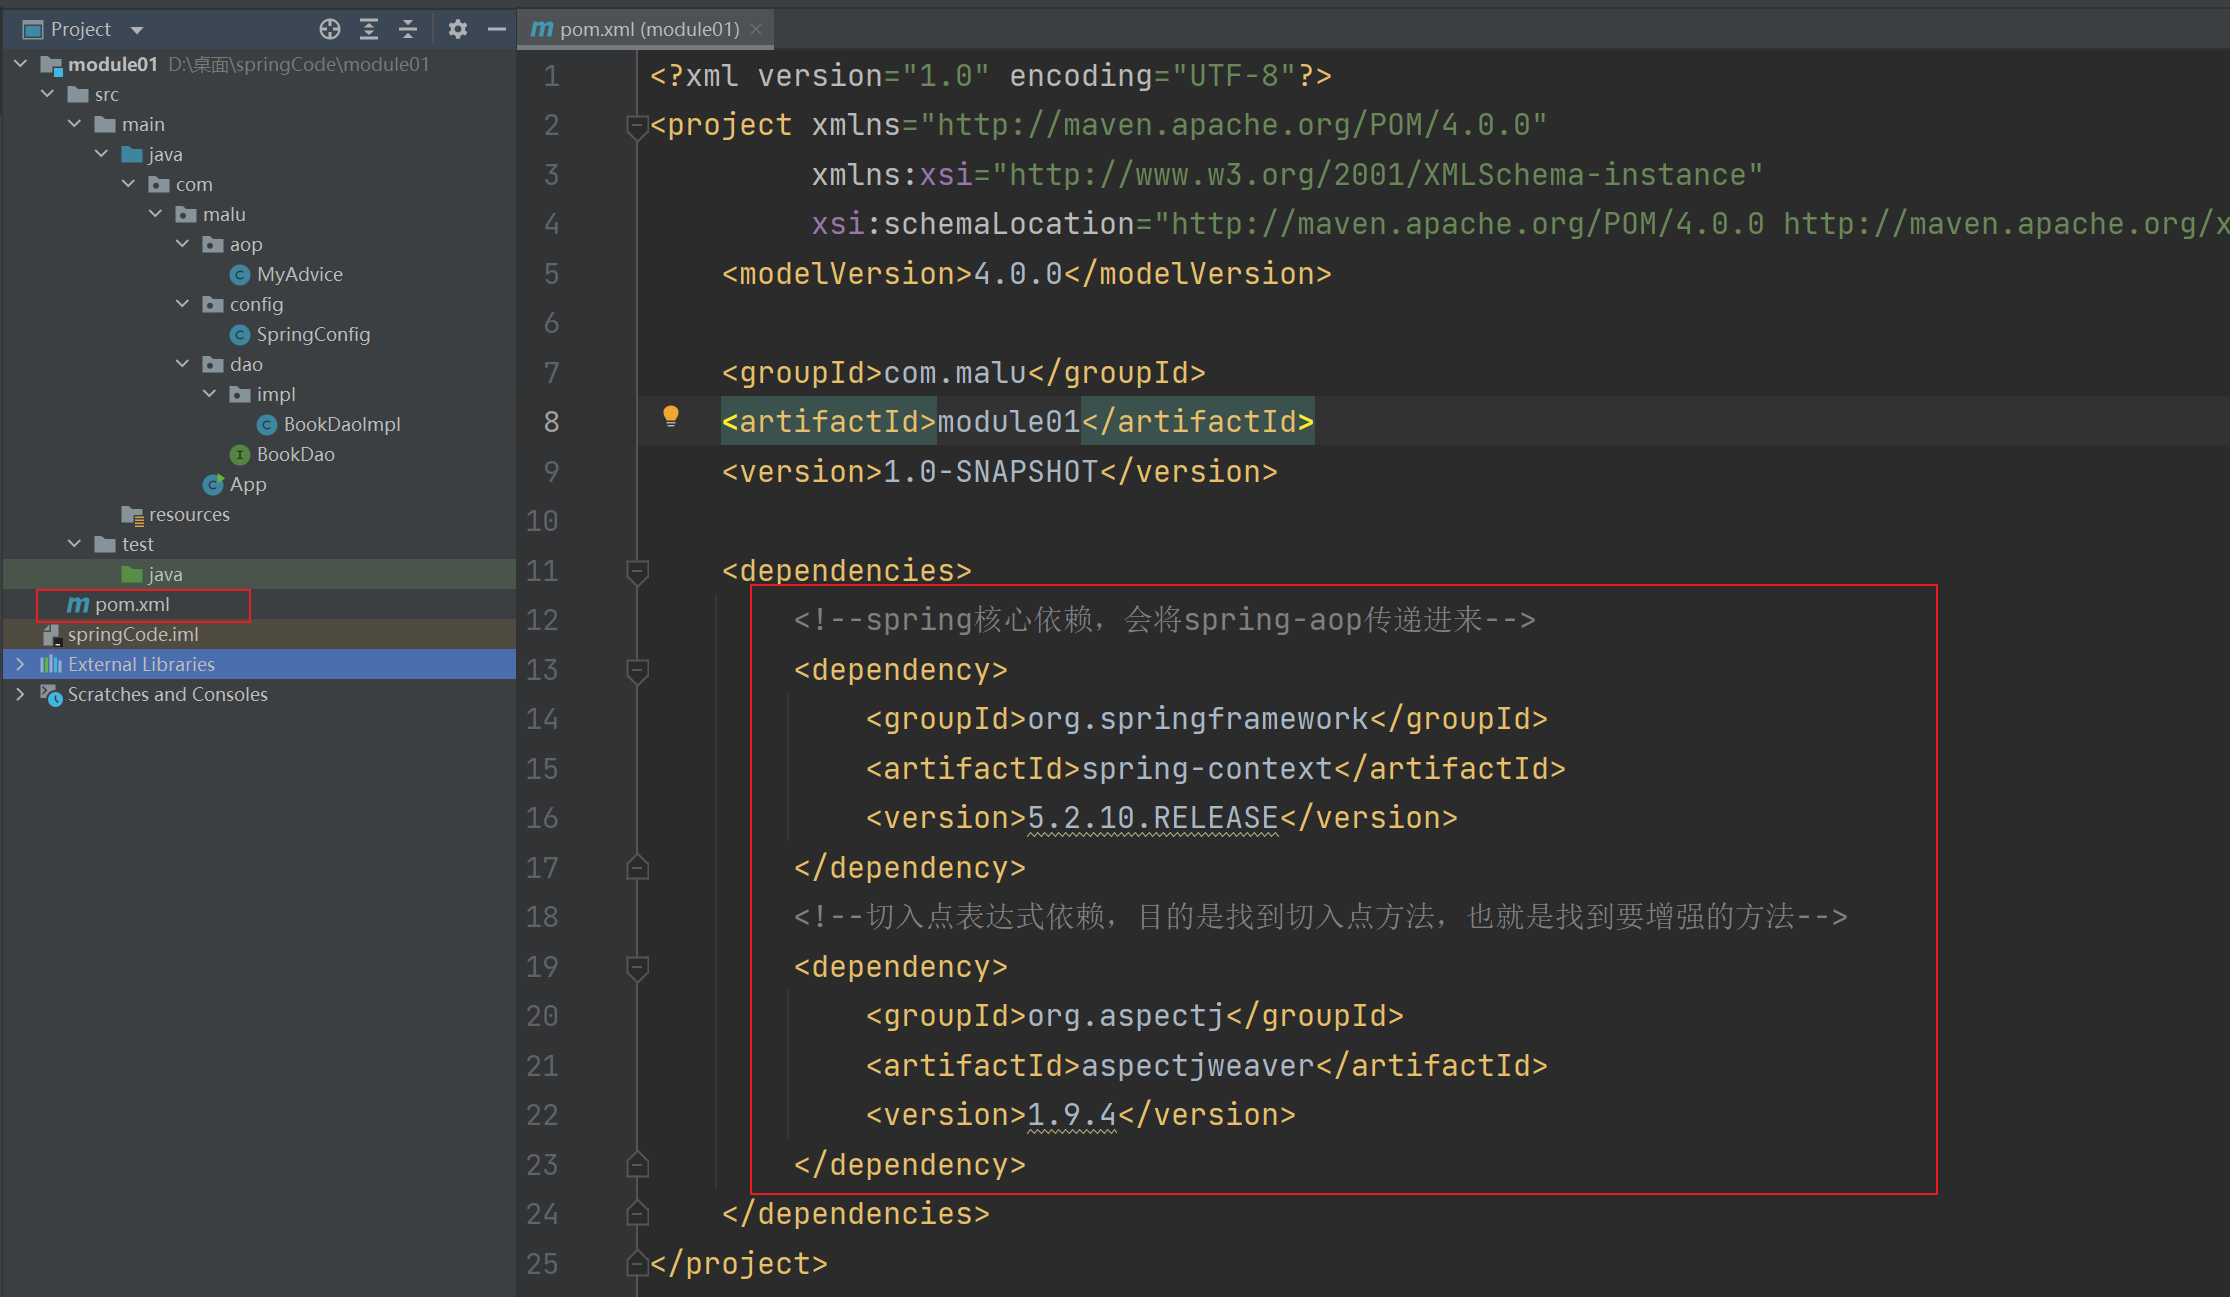 Project
module01 D:\桌面\springCode\module01
src
main
java
com
malu
aop
MyAdvice
config
SpringConfig
dao
impl
BookDaoImpl
BookDao
App
resources
test
java
pom.xml
springCode.iml
External Libraries
Scratches and Consoles
pom.xml (module01)
1 <?xml version="1.0" encoding="UTF-8"?>
2 <project xmlns="http://maven.apache.org/POM/4.0.0"
3 xmlns:xsi="http://www.w3.org/2001/XMLSchema-instance"
4 xsi:schemaLocation="http://maven.apache.org/POM/4.0.0 http://maven.apache.org/x
5 <modelVersion>4.0.0</modelVersion>
6
7 <groupId>com.malu</groupId>
8 <artifactId>module01</artifactId>
9 <version>1.0-SNAPSHOT</version>
10
11 <dependencies>
12 <!--spring核心依赖，会将spring-aop传递进来-->
13 <dependency>
14 <groupId>org.springframework</groupId>
15 <artifactId>spring-context</artifactId>
16 <version>5.2.10.RELEASE</version>
17 </dependency>
18 <!--切入点表达式依赖，目的是找到切入点方法，也就是找到要增强的方法-->
19 <dependency>
20 <groupId>org.aspectj</groupId>
21 <artifactId>aspectjweaver</artifactId>
22 <version>1.9.4</version>
23 </dependency>
24 </dependencies>
25 </project>